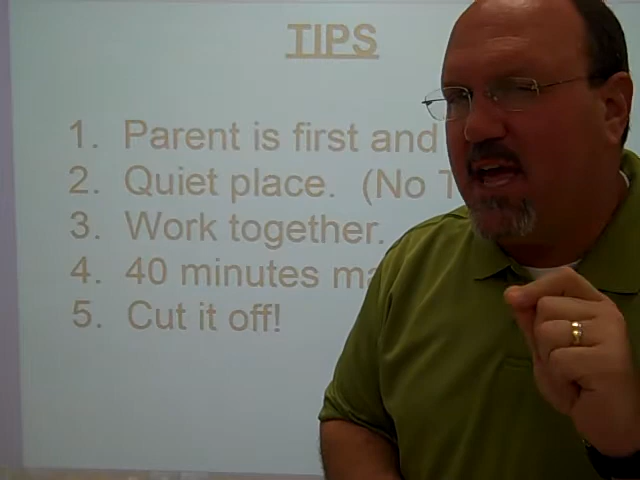 TIPS
1. Parent is first and
2. Quiet place. (No
3. Work together.
4. 40 minutes
5. Cut it off!